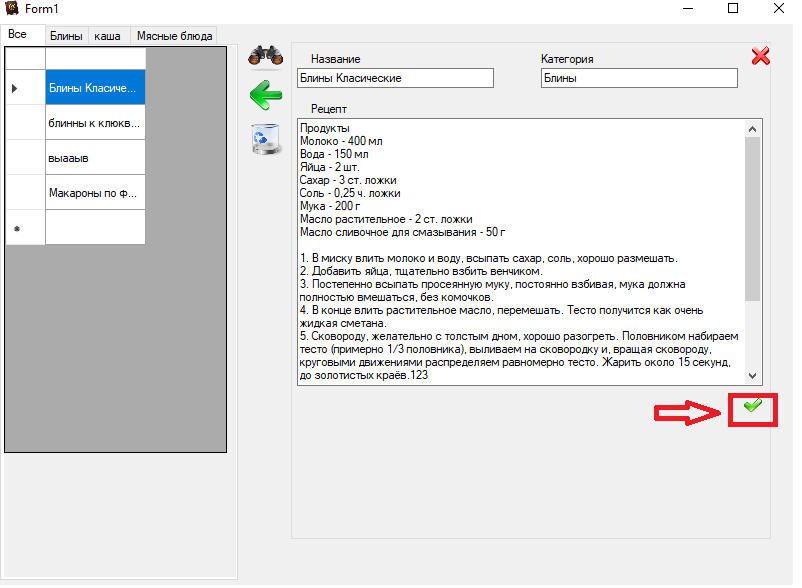 Form1
Все
Блины
каша
Мясные блюда
Блины Класиче...
блинны к клюкв...
выааыв
Макароны по ф...
Название
Категория
Блины Класические
Блины
Рецепт
Продукты
Молоко - 400 мл
Вода - 150 мл
Яйца - 2 шт.
Сахар - 3 ст. ложки
Соль - 0,25 ч. ложки
Мука - 200 г
Масло растительное - 2 ст. ложки
Масло сливочное для смазывания - 50 г
1. В миску влить молоко и воду, всыпать сахар, соль, хорошо размешать.
2. Добавить яйца, тщательно взбить венчиком.
3. Постепенно всыпать просеянную муку, постоянно взбивая, мука должна
полностью вмешаться, без комочков.
4. В конце влить растительное масло, перемешать. Тесто получится как очень
жидкая сметана.
5. Сковороду, желательно с толстым дном, хорошо разогреть. Половником набираем
тесто (примерно 1/3 половника), выливаем на сковородку и, вращая сковороду,
круговыми движениями распределяем равномерно тесто. Жарить около 15 секунд,
до золотистых краёв.123